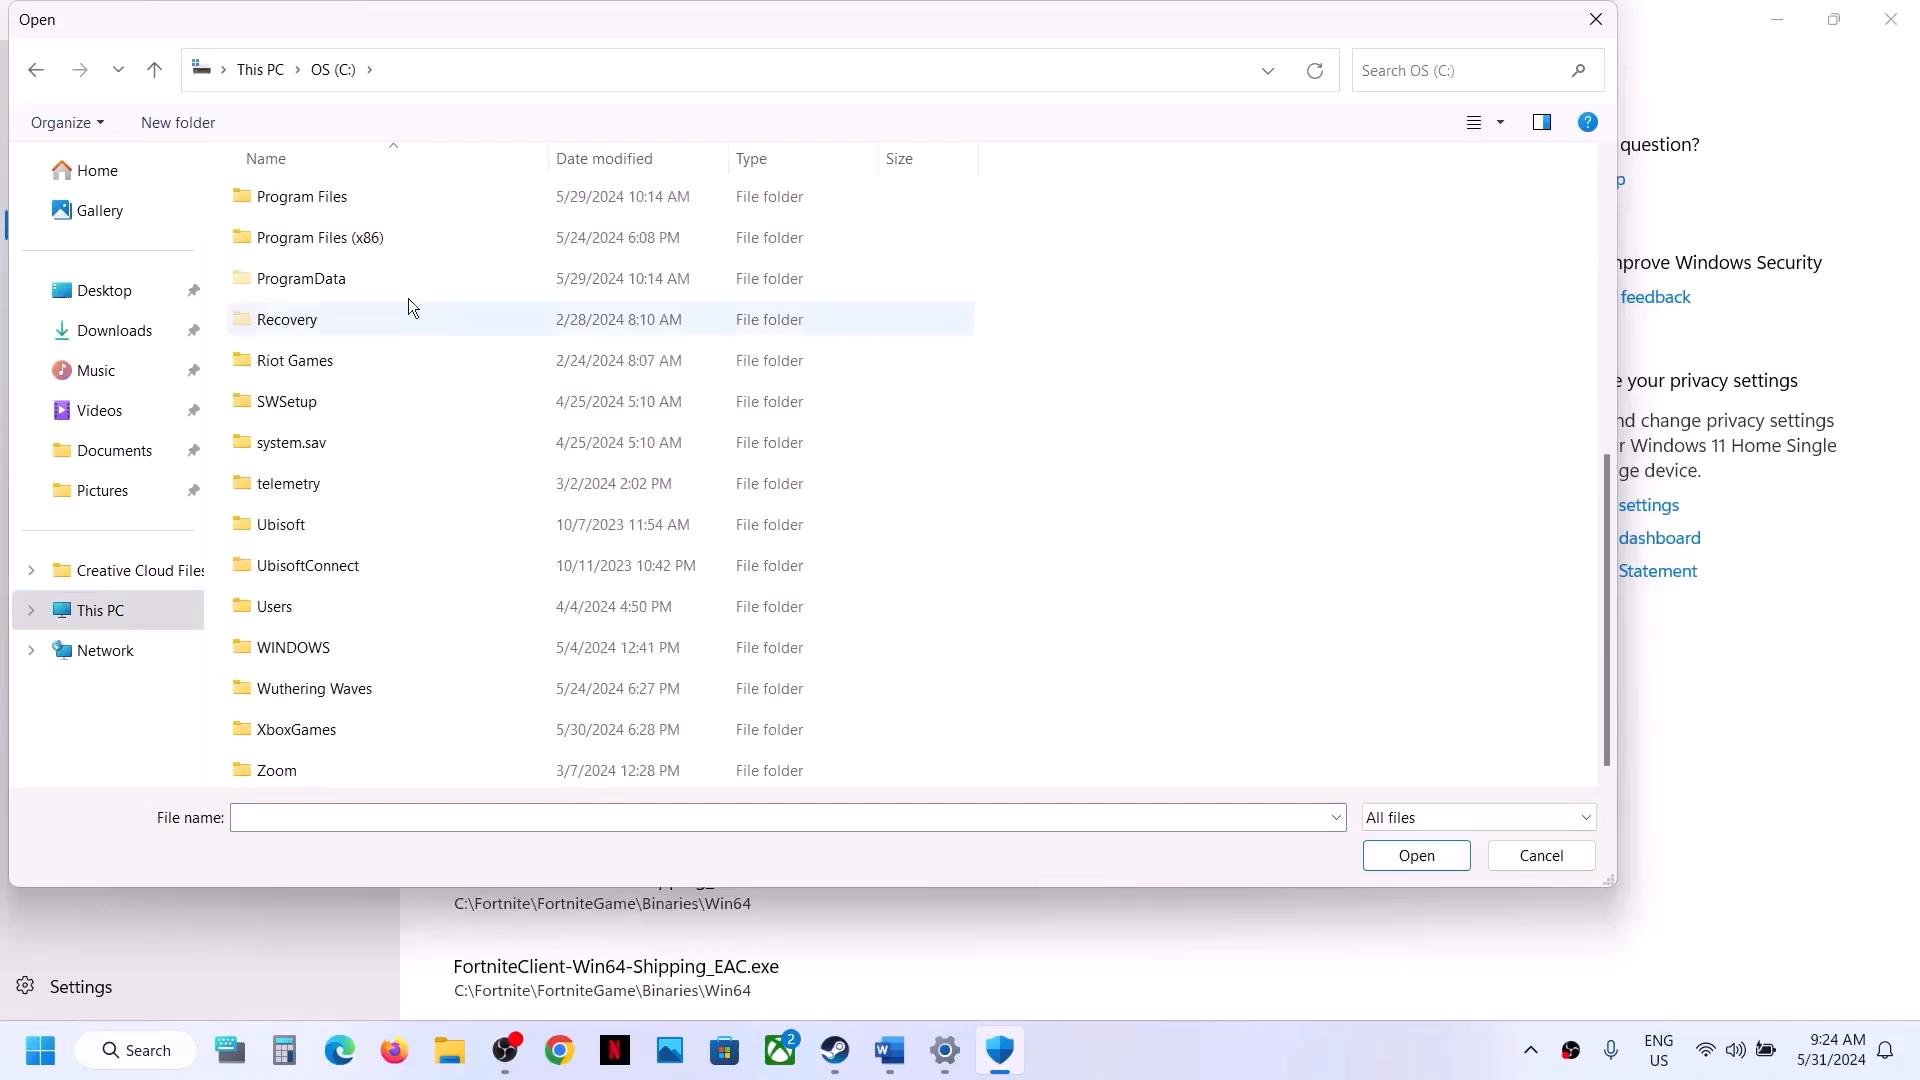 Open
This PC
OS (C:)
Search OS (C:)
Organize
New folder
Name
Date modified
Type
Size
Home
Gallery
Desktop
Downloads
Music
Videos
Documents
Pictures
Creative Cloud Files
This PC
Network
Program Files 5/29/2024 10:14 AM File folder
Program Files (x86) 5/24/2024 6:08 PM File folder
ProgramData 5/29/2024 10:14 AM File folder
Recovery 2/28/2024 8:10 AM File folder
Riot Games 2/24/2024 8:07 AM File folder
SWSetup 4/25/2024 5:10 AM File folder
system.sav 4/25/2024 5:10 AM File folder
telemetry 3/2/2024 2:02 PM File folder
Ubisoft 10/7/2023 11:54 AM File folder
UbisoftConnect 10/11/2023 10:42 PM File folder
Users 4/4/2024 4:50 PM File folder
WINDOWS 5/4/2024 12:41 PM File folder
Wuthering Waves 5/24/2024 6:27 PM File folder
XboxGames 5/30/2024 6:28 PM File folder
Zoom 3/7/2024 12:28 PM File folder
File name:
All files
Open
Cancel
question?
p
prove Windows Security
feedback
e your privacy settings
nd change privacy settings
r Windows 11 Home Single
ge device.
settings
dashboard
Statement
C:\Fortnite\FortniteGame\Binaries\Win64
FortniteClient-Win64-Shipping_EAC.exe
C:\Fortnite\FortniteGame\Binaries\Win64
Settings
Search
2
ENG
US
9:24 AM
5/31/2024